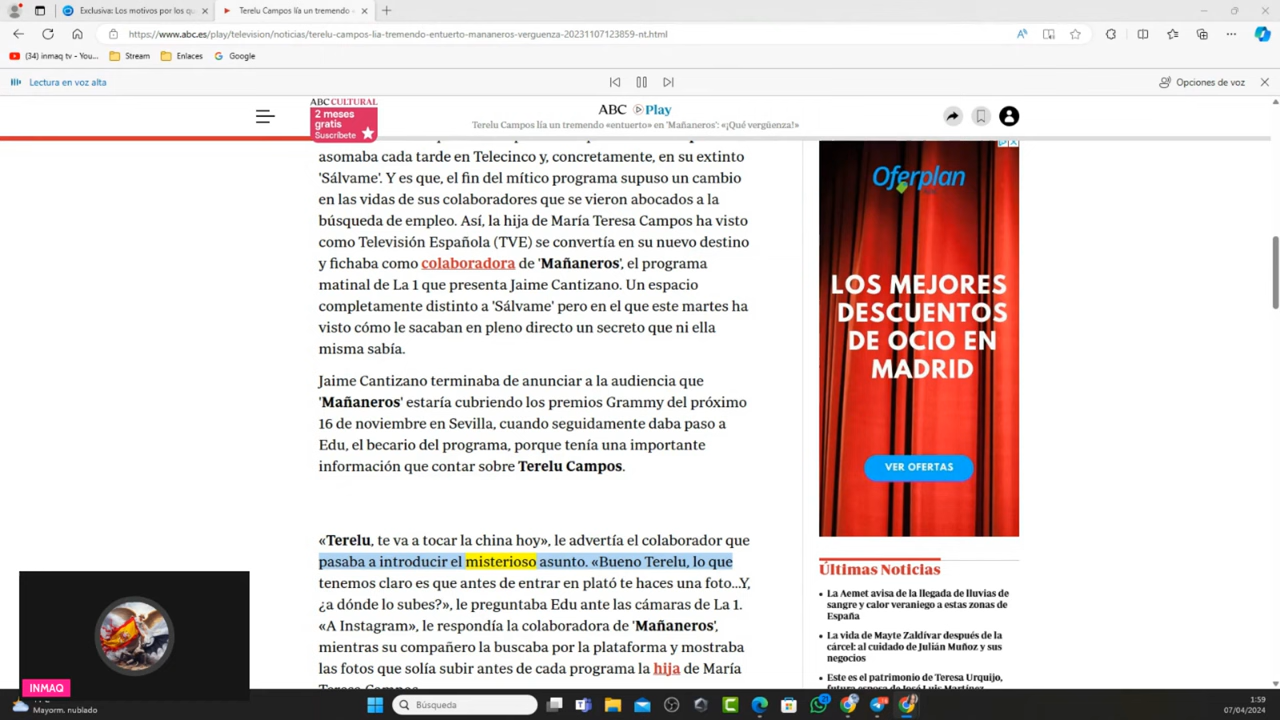 Exclusiva: Los motivos por los qu
Terelu Campos lía un tremendo
https://www.abc.es/play/television/noticias/terelu-campos-lia-tremendo-entuerto-mananeros-verguenza-20231107123859-nt.html
(34) inmaq tv - You...
Stream
Enlaces
Google
Lectura en voz alta
Opciones de voz
ABC CULTURAL
2 meses
gratis
Suscríbete
ABC Play
Terelu Campos lía un tremendo «entuerto» en 'Mañaneros': «¡Qué vergüenza!»
asomaba cada tarde en Telecinco y, concretamente, en su extinto
'Sálvame'. Y es que, el fin del mítico programa supuso un cambio
en las vidas de sus colaboradores que se vieron abocados a la
búsqueda de empleo. Así, la hija de María Teresa Campos ha visto
como Televisión Española (TVE) se convertía en su nuevo destino
y fichaba como colaboradora de 'Mañaneros', el programa
matinal de La 1 que presenta Jaime Cantizano. Un espacio
completamente distinto a 'Sálvame' pero en el que este martes ha
visto cómo le sacaban en pleno directo un secreto que ni ella
misma sabía.
Jaime Cantizano terminaba de anunciar a la audiencia que
'Mañaneros' estaría cubriendo los premios Grammy del próximo
16 de noviembre en Sevilla, cuando seguidamente daba paso a
Edu, el becario del programa, porque tenía una importante
información que contar sobre Terelu Campos.
«Terelu, te va a tocar la china hoy», le advertía el colaborador que
pasaba a introducir el misterioso asunto. «Bueno Terelu, lo que
tenemos claro es que antes de entrar en plató te haces una foto...Y,
¿a dónde lo subes?», le preguntaba Edu ante las cámaras de La 1.
«A Instagram», le respondía la colaboradora de 'Mañaneros',
mientras su compañero la buscaba por la plataforma y mostraba
las fotos que solía subir antes de cada programa la hija de María
Teresa Campos
Oferplan
LOS MEJORES
DESCUENTOS
DE OCIO EN
MADRID
VER OFERTAS
Últimas Noticias
La Aemet avisa de la llegada de lluvias de
sangre y calor veraniego a estas zonas de
España
La vida de Mayte Zaldívar después de la
cárcel: al cuidado de Julián Muñoz y sus
negocios
Este es el patrimonio de Teresa Urquijo,
futura esposa de José Luis Martínez
INMAQ
Mayorm. nublado
Búsqueda
1:59
07/04/2024